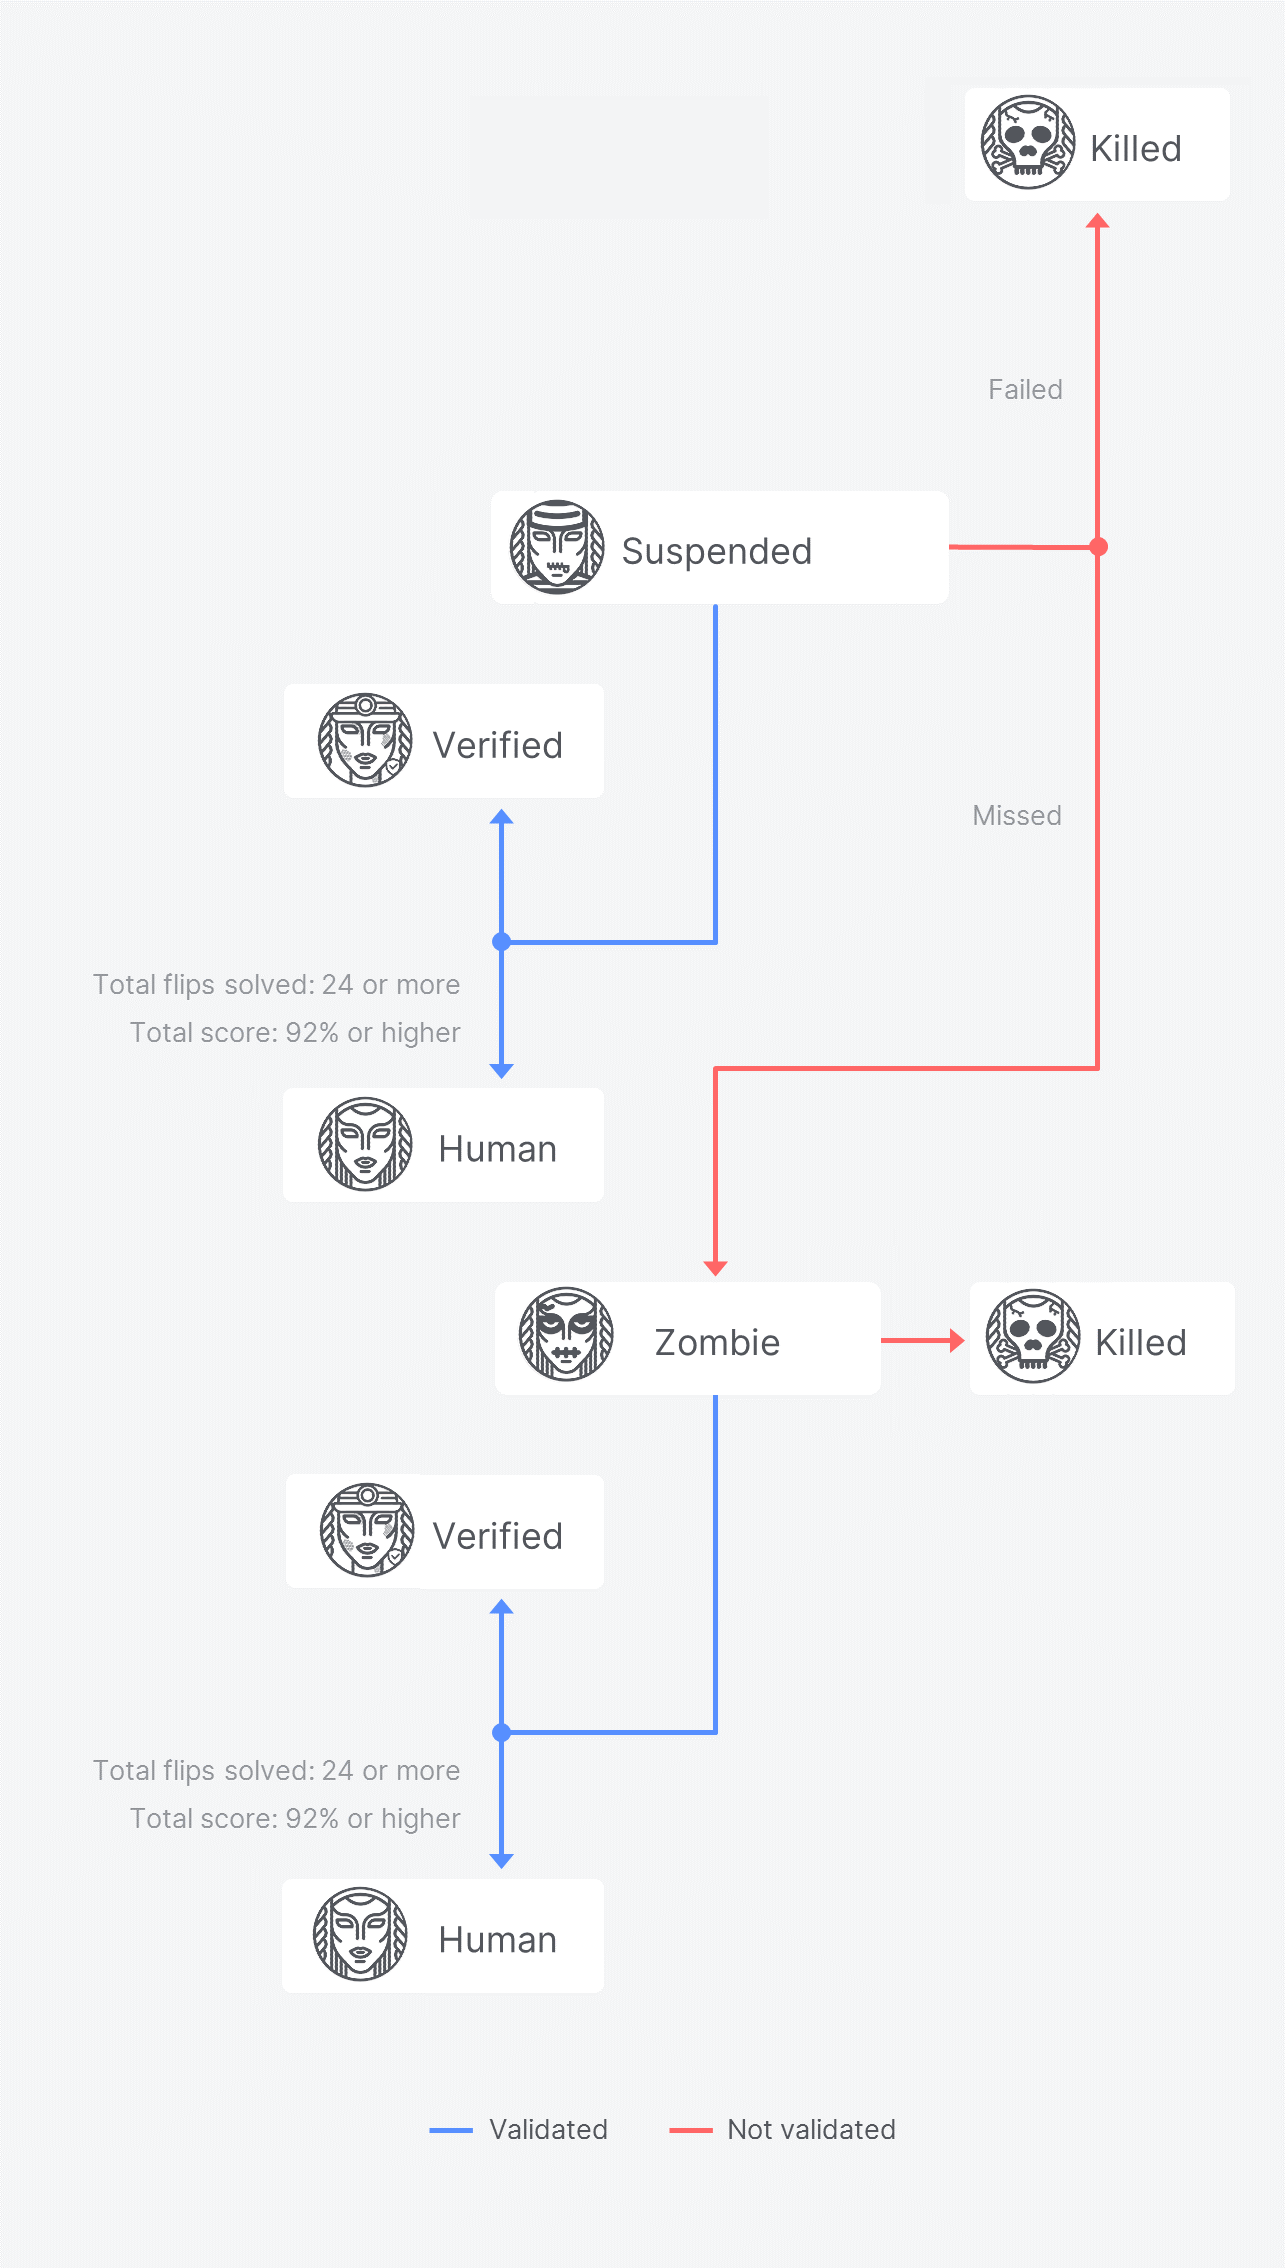 Killed
Failed
Suspended
Verified
Missed
Total flips solved: 24 or more
Total score: 92% or higher
Human
Zombie
Killed
Verified
Total flips solved: 24 or more
Total score: 92% or higher
Human
Validated
Not validated